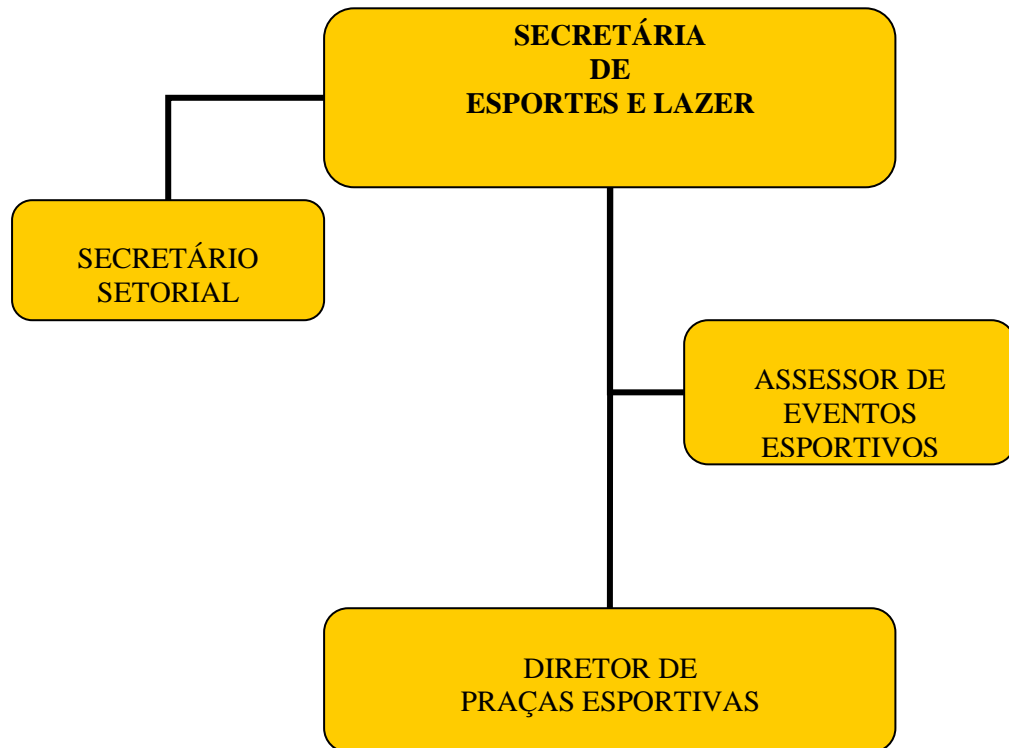 SECRETÁRIA
DE
ESPORTES E LAZER
SECRETÁRIO
SETORIAL
ASSESSOR DE
EVENTOS
ESPORTIVOS
DIRETOR DE
PRAÇAS ESPORTIVAS